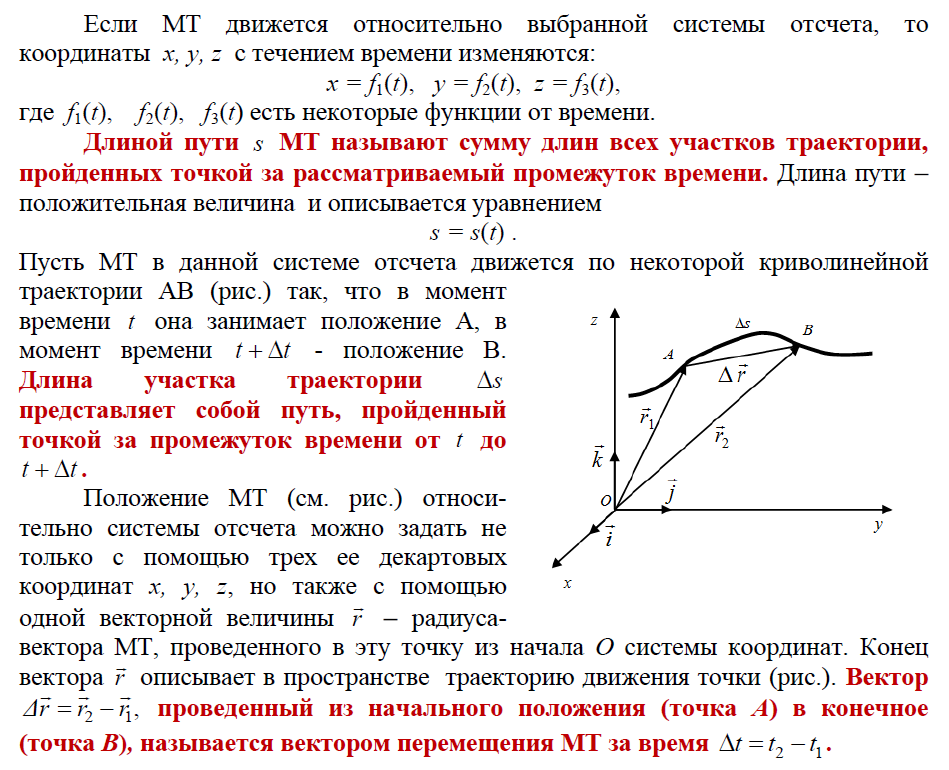 Если МТ движется относительно выбранной системы отсчета, то
координаты x, y, z с течением времени изменяются:
x = f₁(t), y = f₂(t), z = f₃(t),
где f₁(t), f₂(t), f₃(t) есть некоторые функции от времени.
Длиной пути s МТ называют сумму длин всех участков траектории,
пройденных точкой за рассматриваемый промежуток времени. Длина пути –
положительная величина и описывается уравнением
s = s(t) .
Пусть МТ в данной системе отсчета движется по некоторой криволинейной
траектории АВ (рис.) так, что в момент
времени t она занимает положение А, в
момент времени t + Δt - положение В.
Длина участка траектории Δs
представляет собой путь, пройденный
точкой за промежуток времени от t до
t + Δt.
Положение МТ (см. рис.) относи-
тельно системы отсчета можно задать не
только с помощью трех ее декартовых
координат x, y, z, но также с помощью
одной векторной величины r⃗ – радиуса-
вектора МТ, проведенного в эту точку из начала O системы координат. Конец
вектора r⃗ описывает в пространстве траекторию движения точки (рис.). Вектор
Δr⃗ = r⃗₂ − r⃗₁, проведенный из начального положения (точка A) в конечное
(точка B), называется вектором перемещения МТ за время Δt = t₂ − t₁.
z
Δs
B
A
Δ r⃗
r⃗₁
r⃗₂
k⃗
O
j⃗
y
i⃗
x